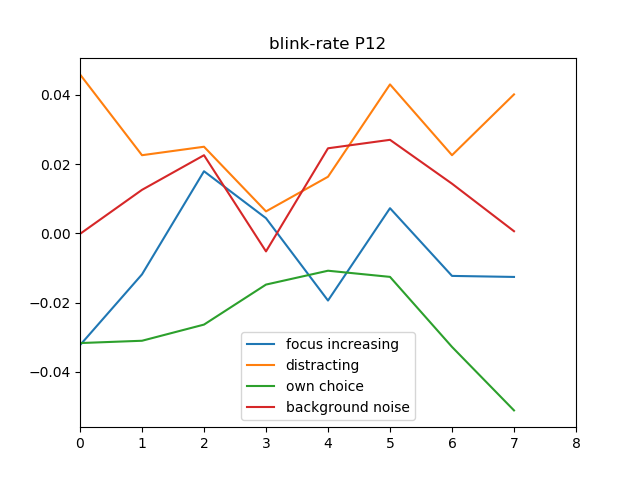 blink-rate P12
0.04
0.02
0.00
−0.02
−0.04
focus increasing
distracting
own choice
background noise
0 1 2 3 4 5 6 7 8